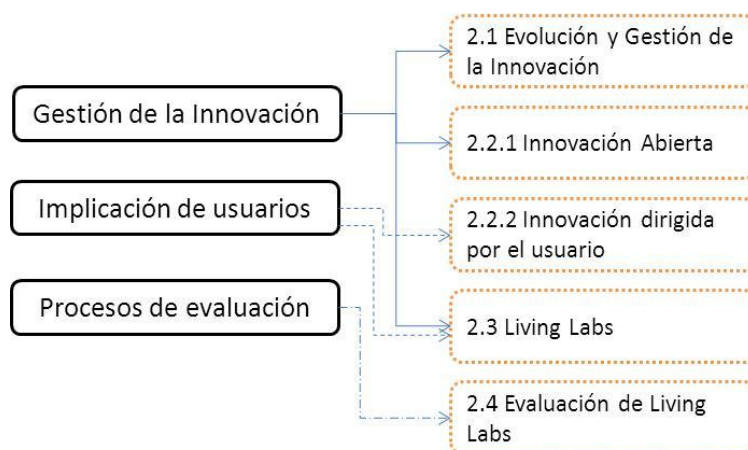 Gestión de la Innovación
Implicación de usuarios
Procesos de evaluación
2.1 Evolución y Gestión de
la Innovación
2.2.1 Innovación Abierta
2.2.2 Innovación dirigida
por el usuario
2.3 Living Labs
2.4 Evaluación de Living
Labs